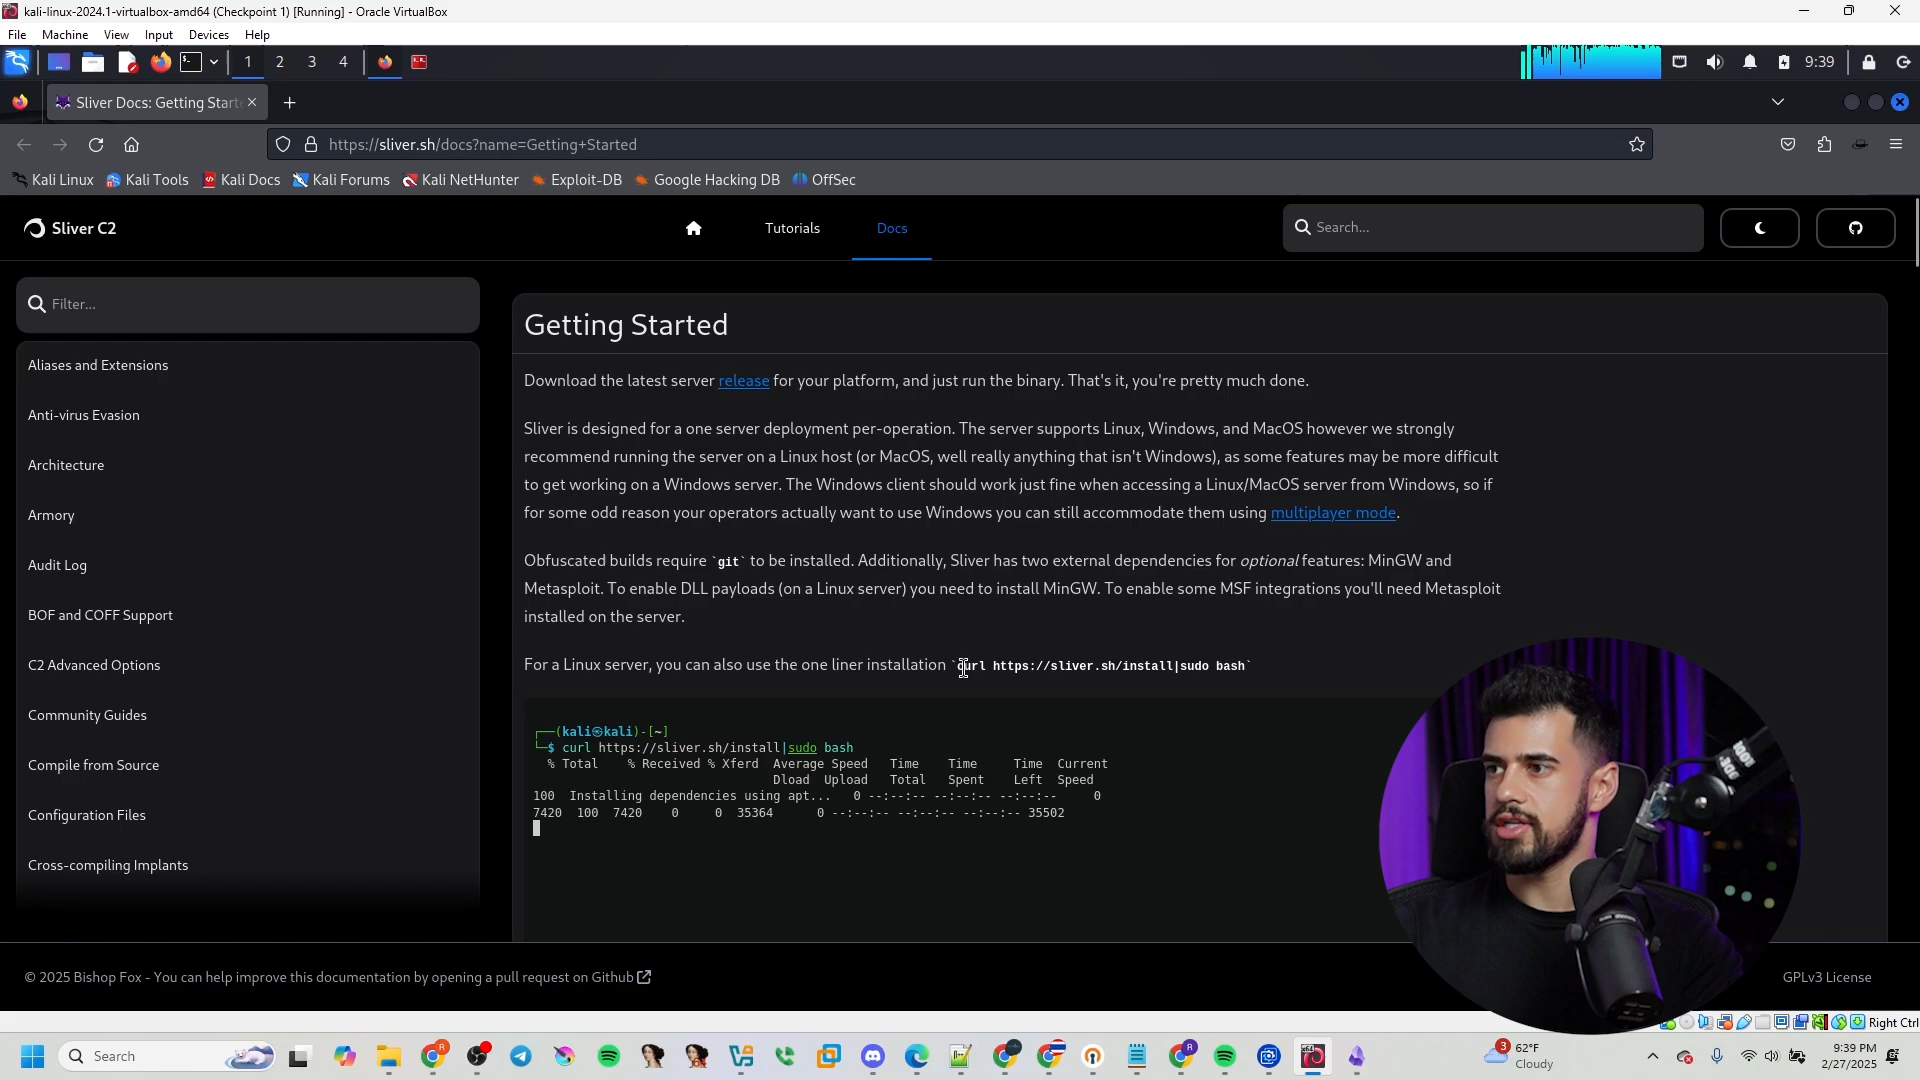 kali-linux-2024.1-virtualbox-amd64 (Checkpoint 1) [Running] - Oracle VirtualBox
File Machine View Input Devices Help
1 2 3 4
9:39
Sliver Docs: Getting Start
https://sliver.sh/docs?name=Getting+Started
Kali Linux Kali Tools Kali Docs Kali Forums Kali NetHunter Exploit-DB Google Hacking DB OffSec
Sliver C2 Tutorials Docs Search...
Filter...
Aliases and Extensions
Anti-virus Evasion
Architecture
Armory
Audit Log
BOF and COFF Support
C2 Advanced Options
Community Guides
Compile from Source
Configuration Files
Cross-compiling Implants
Getting Started
Download the latest server release for your platform, and just run the binary. That's it, you're pretty much done.
Sliver is designed for a one server deployment per-operation. The server supports Linux, Windows, and MacOS however we strongly
recommend running the server on a Linux host (or MacOS, well really anything that isn't Windows), as some features may be more difficult
to get working on a Windows server. The Windows client should work just fine when accessing a Linux/MacOS server from Windows, so if
for some odd reason your operators actually want to use Windows you can still accommodate them using multiplayer mode.
Obfuscated builds require `git` to be installed. Additionally, Sliver has two external dependencies for optional features: MinGW and
Metasploit. To enable DLL payloads (on a Linux server) you need to install MinGW. To enable some MSF integrations you'll need Metasploit
installed on the server.
For a Linux server, you can also use the one liner installation `curl https://sliver.sh/install|sudo bash`
┌──(kali㉿kali)-[~]
└─$ curl https://sliver.sh/install|sudo bash
% Total % Received % Xferd Average Speed Time Time Time Current
Dload Upload Total Spent Left Speed
100 Installing dependencies using apt... 0 --:--:-- --:--:-- --:--:-- 0
7420 100 7420 0 0 35364 0 --:--:-- --:--:-- --:--:-- 35502
© 2025 Bishop Fox - You can help improve this documentation by opening a pull request on Github
GPLv3 License
Right Ctrl
Search
3
62°F
Cloudy
9:39 PM
2/27/2025